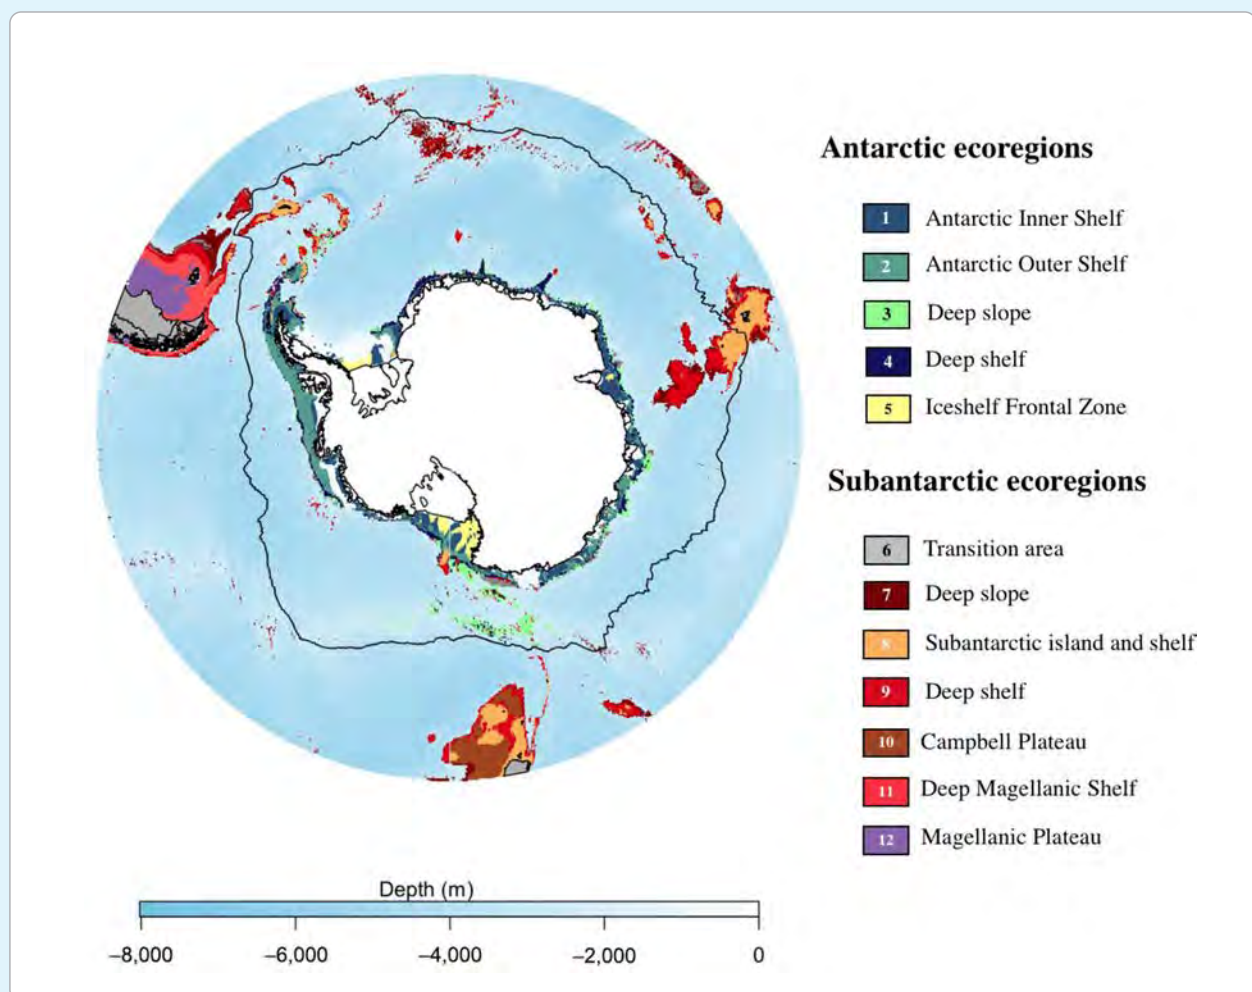 Antarctic ecoregions
1 Antarctic Inner Shelf
2 Antarctic Outer Shelf
3 Deep slope
4 Deep shelf
5 Iceshelf Frontal Zone
Subantarctic ecoregions
6 Transition area
7 Deep slope
8 Subantarctic island and shelf
9 Deep shelf
10 Campbell Plateau
11 Deep Magellanic Shelf
12 Magellanic Plateau
Depth (m)
–8,000 –6,000 –4,000 –2,000 0